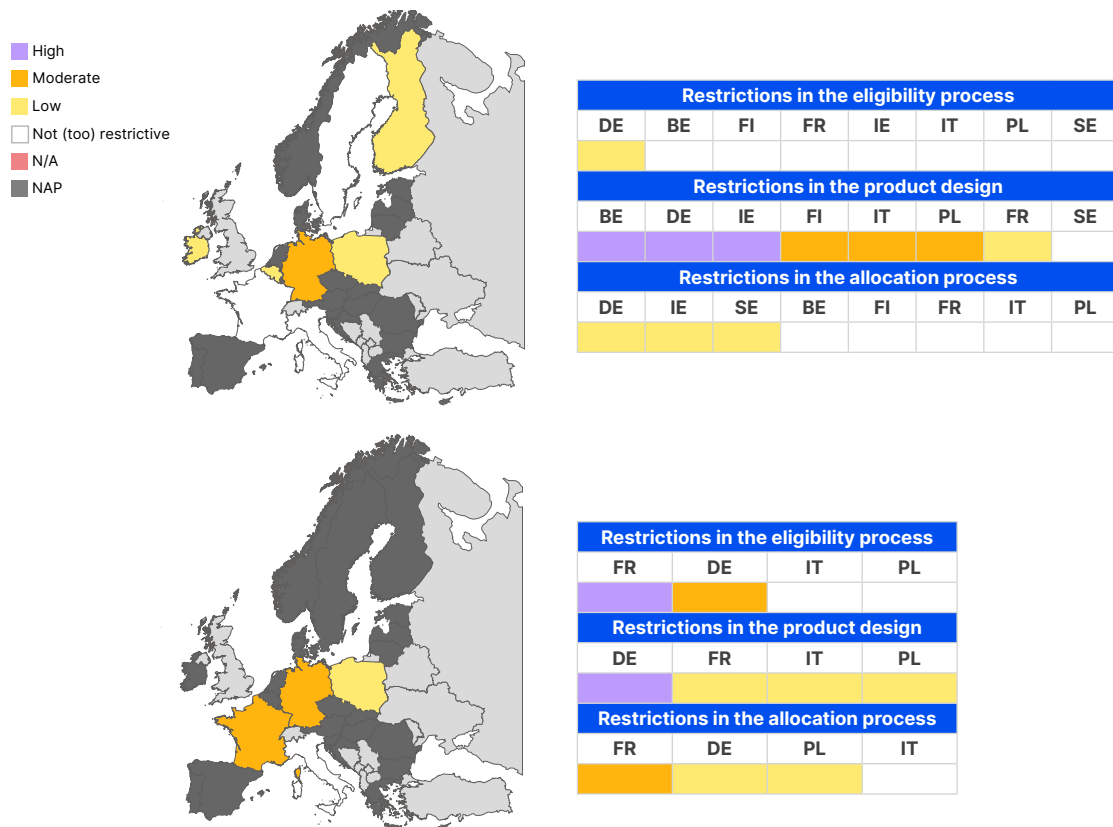 High
Moderate
Low
Not (too) restrictive
N/A
NAP
Restrictions in the eligibility process
DE BE FI FR IE IT PL SE
Restrictions in the product design
BE DE IE FI IT PL FR SE
Restrictions in the allocation process
DE IE SE BE FI FR IT PL
Restrictions in the eligibility process
FR DE IT PL
Restrictions in the product design
DE FR IT PL
Restrictions in the allocation process
FR DE PL IT